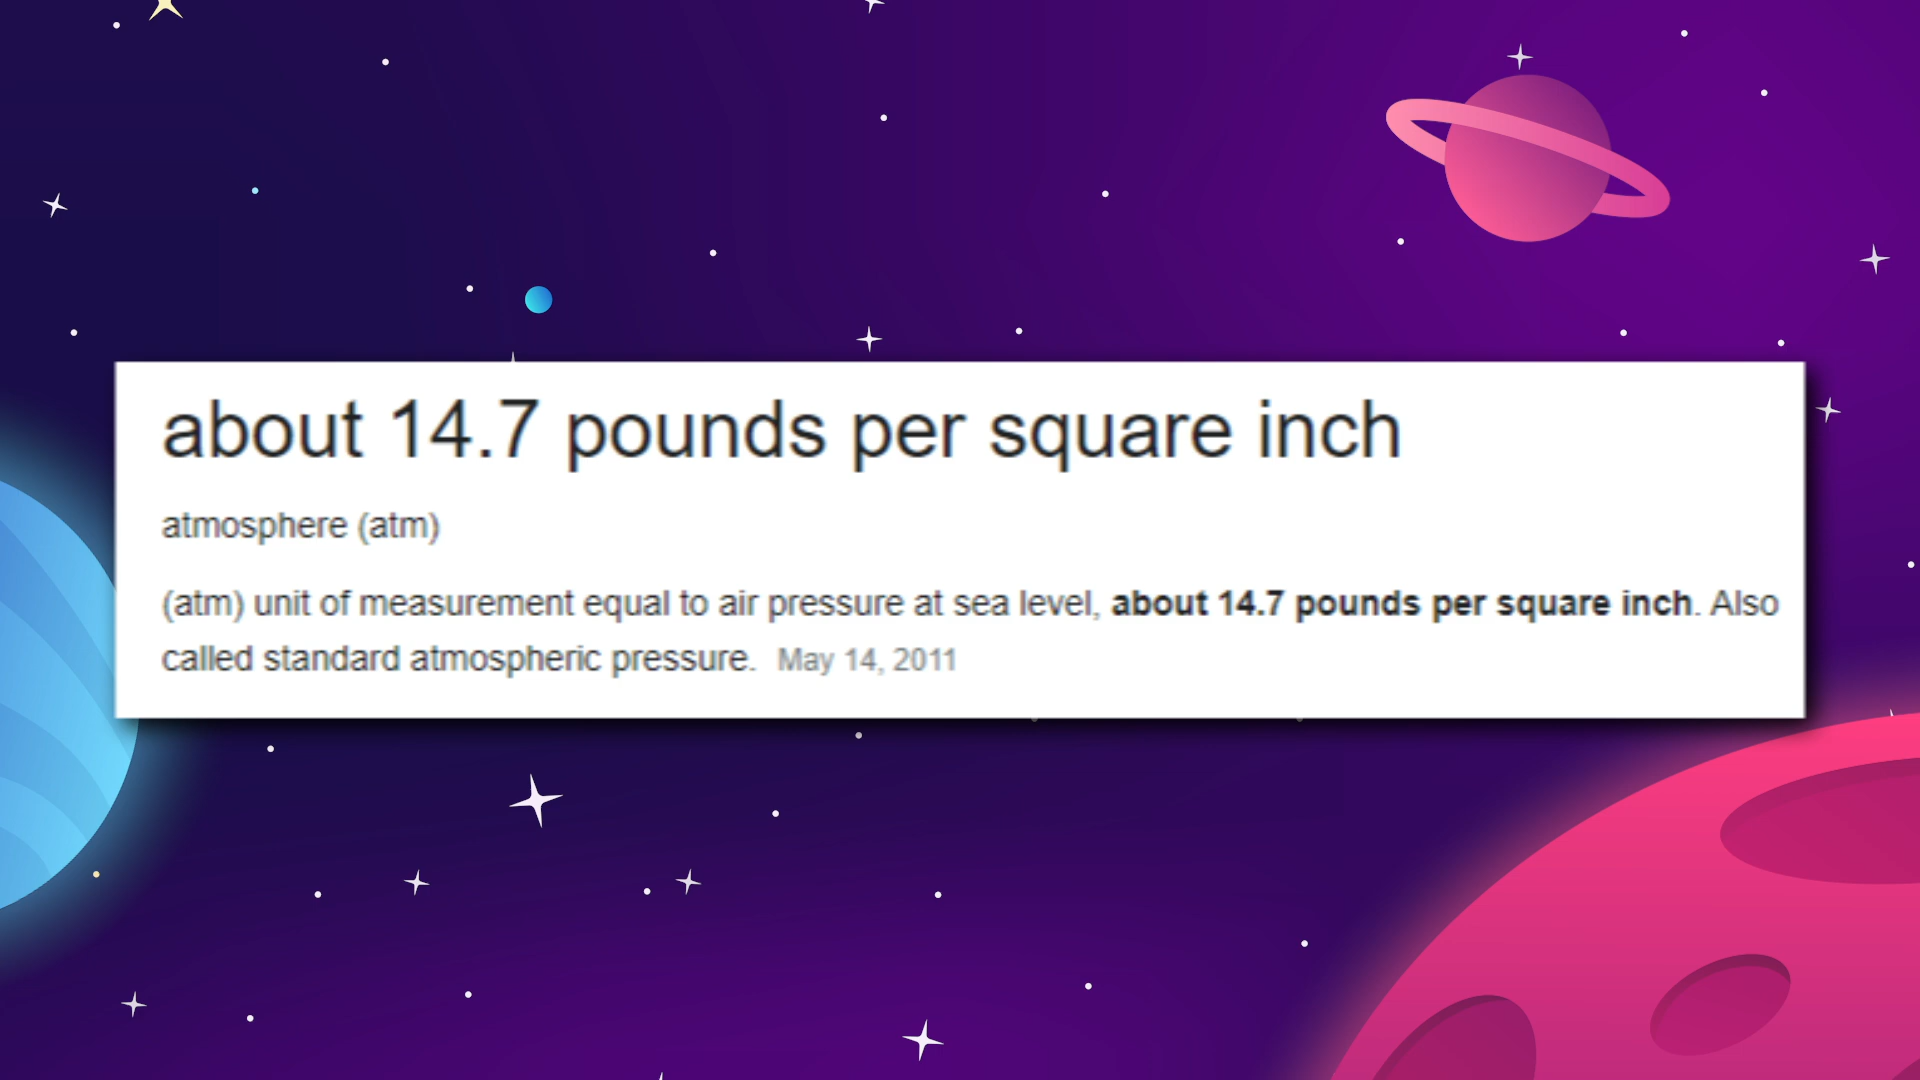 about 14.7 pounds per square inch
atmosphere (atm)
(atm) unit of measurement equal to air pressure at sea level, about 14.7 pounds per square inch. Also
called standard atmospheric pressure. May 14, 2011